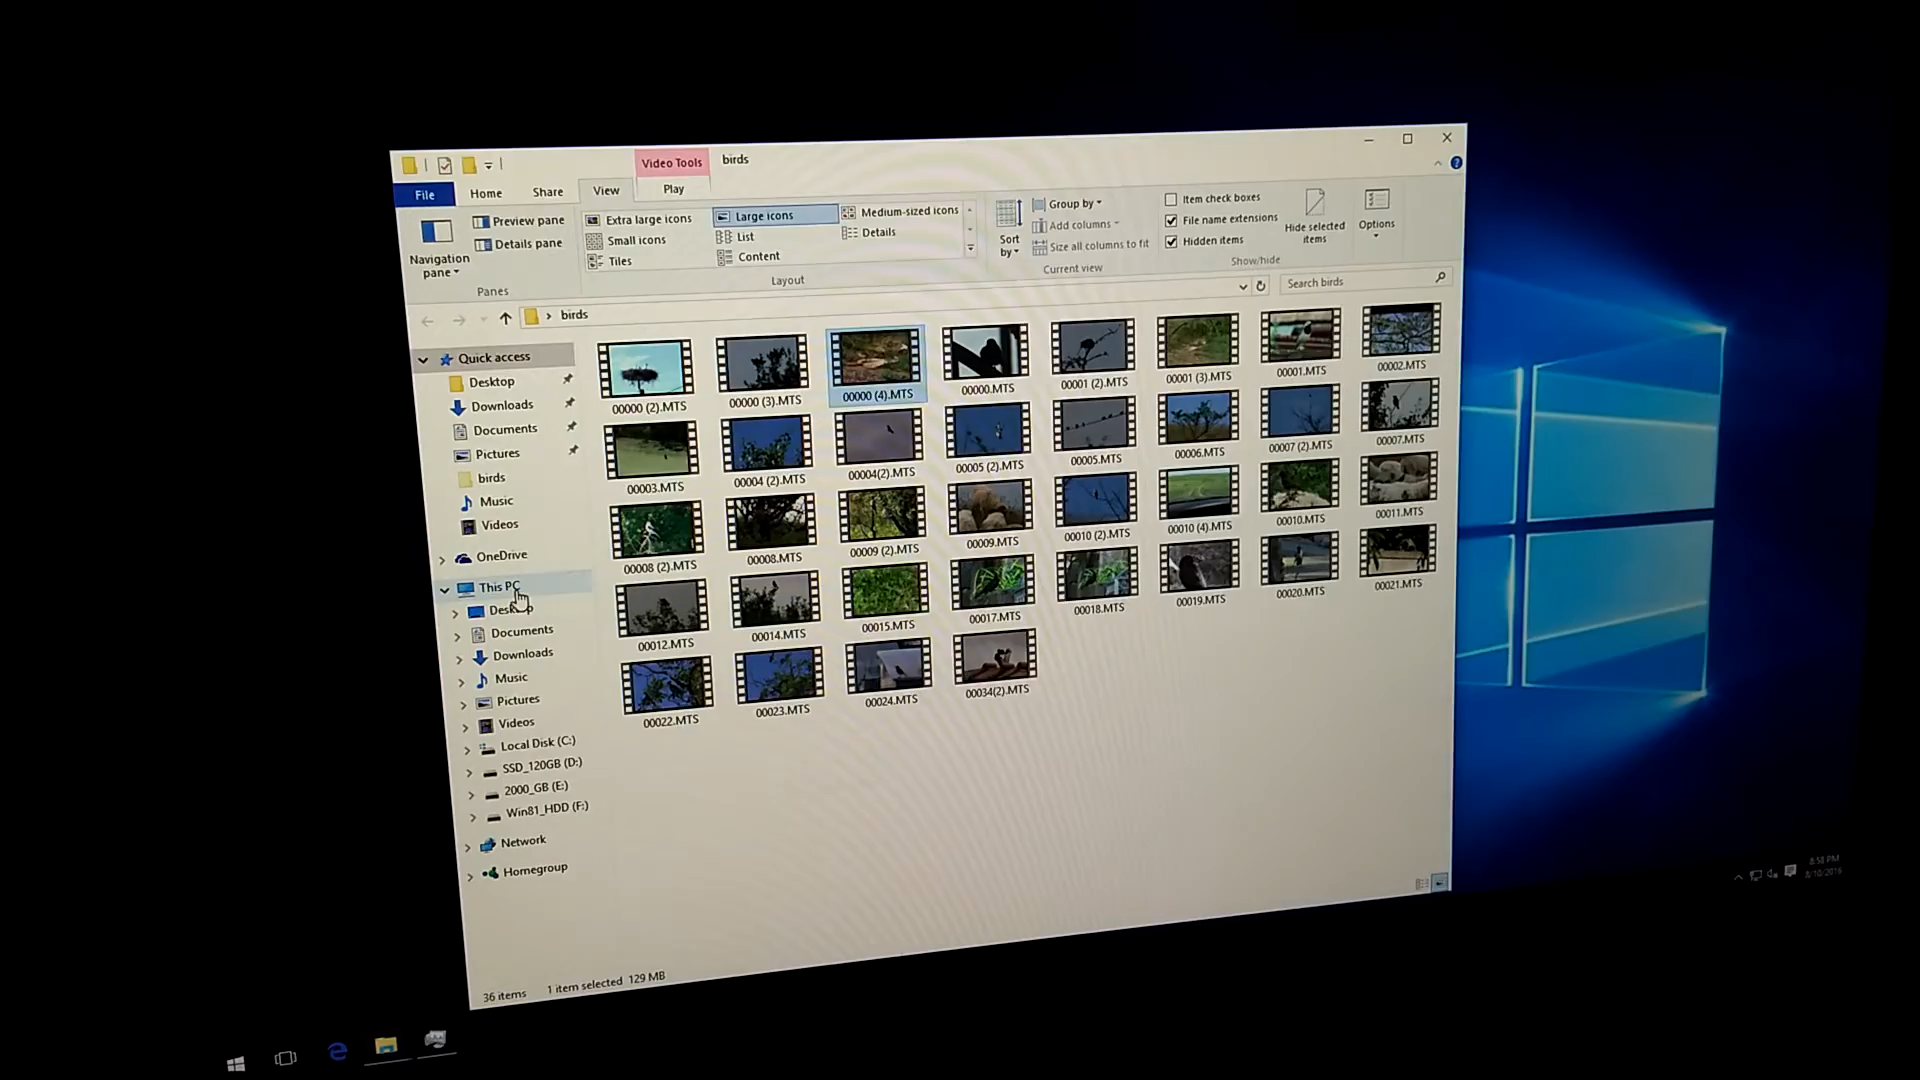 Video Tools birds
File Home Share View Play
Navigation pane
Preview pane
Details pane
Panes
Extra large icons Large icons Medium-sized icons
Small icons List Details
Tiles Content
Layout
Sort by
Group by
Add columns
Size all columns to fit
Current view
Item check boxes
File name extensions
Hidden items
Hide selected items
Show/hide
Options
birds
Search birds
Quick access
Desktop
Downloads
Documents
Pictures
birds
Music
Videos
OneDrive
This PC
Desktop
Documents
Downloads
Music
Pictures
Videos
Local Disk (C:)
SSD_120GB (D:)
2000_GB (E:)
Win81_HDD (F:)
Network
Homegroup
00000 (2).MTS 00000 (3).MTS 00000 (4).MTS 00000.MTS 00001 (2).MTS 00001 (3).MTS 00001.MTS 00002.MTS
00003.MTS 00004 (2).MTS 00004(2).MTS 00005 (2).MTS 00005.MTS 00006.MTS 00007 (2).MTS 00007.MTS
00008 (2).MTS 00008.MTS 00009 (2).MTS 00009.MTS 00010 (2).MTS 00010 (4).MTS 00010.MTS 00011.MTS
00012.MTS 00014.MTS 00015.MTS 00017.MTS 00018.MTS 00019.MTS 00020.MTS 00021.MTS
00022.MTS 00023.MTS 00024.MTS 00034(2).MTS
36 items 1 item selected 129 MB
8:58 PM
8/10/2016